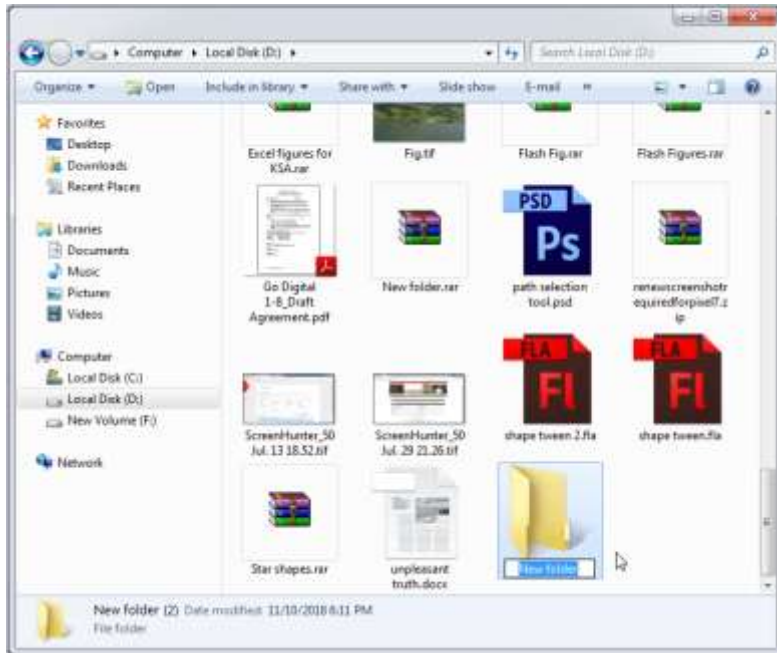 Computer Local Disk (D:) Search Local Disk (D:)
Organize Open Include in library Share with Slide show E-mail
Favorites
Desktop
Downloads
Recent Places
Libraries
Documents
Music
Pictures
Videos
Computer
Local Disk (C:)
Local Disk (D:)
New Volume (F:)
Network
Excel figures for
KSA.rar
Fig.tif
Flash Fig.rar
Flash Figures.rar
Go Digital
1-8_Draft
Agreement.pdf
New folder.rar
PSD
Ps
path selection
tool.psd
renewscreenshotr
equiredforpixel7.z
ip
ScreenHunter_50
Jul. 13 18.52.tif
ScreenHunter_50
Jul. 29 21.26.tif
FLA
Fl
shape tween 2.fla
FLA
Fl
shape tween.fla
Star shapes.rar
unpleasant
truth.docx
New folder
New folder (2) Date modified: 11/10/2018 6:11 PM
File folder